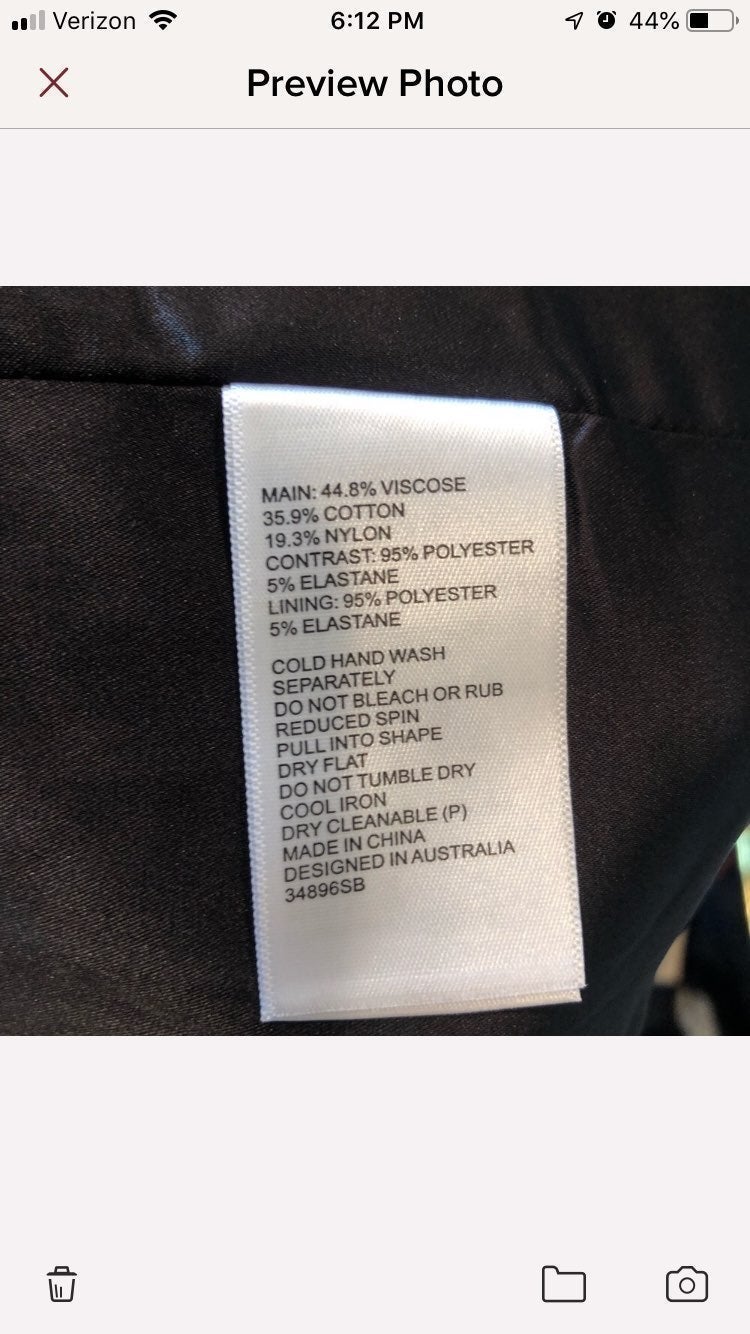 Verizon 6:12 PM 44%
Preview Photo
MAIN: 44.8% VISCOSE
35.9% COTTON
19.3% NYLON
CONTRAST: 95% POLYESTER
5% ELASTANE
LINING: 95% POLYESTER
5% ELASTANE
COLD HAND WASH
SEPARATELY
DO NOT BLEACH OR RUB
REDUCED SPIN
PULL INTO SHAPE
DRY FLAT
DO NOT TUMBLE DRY
COOL IRON
DRY CLEANABLE (P)
MADE IN CHINA
DESIGNED IN AUSTRALIA
34896SB